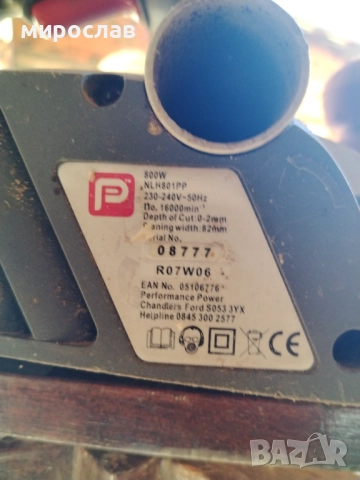 мирослав
P
800W
NLH801PP
230-240V~50Hz
no. 16000min⁻¹
Depth of Cut: 0-2mm
Planing width: 82mm
Serial No.
08777
R07W06
EAN No. 05106776
Performance Power
Chandlers Ford SO53 3YX
Helpline 0845 300 2577
CE
BAZAR